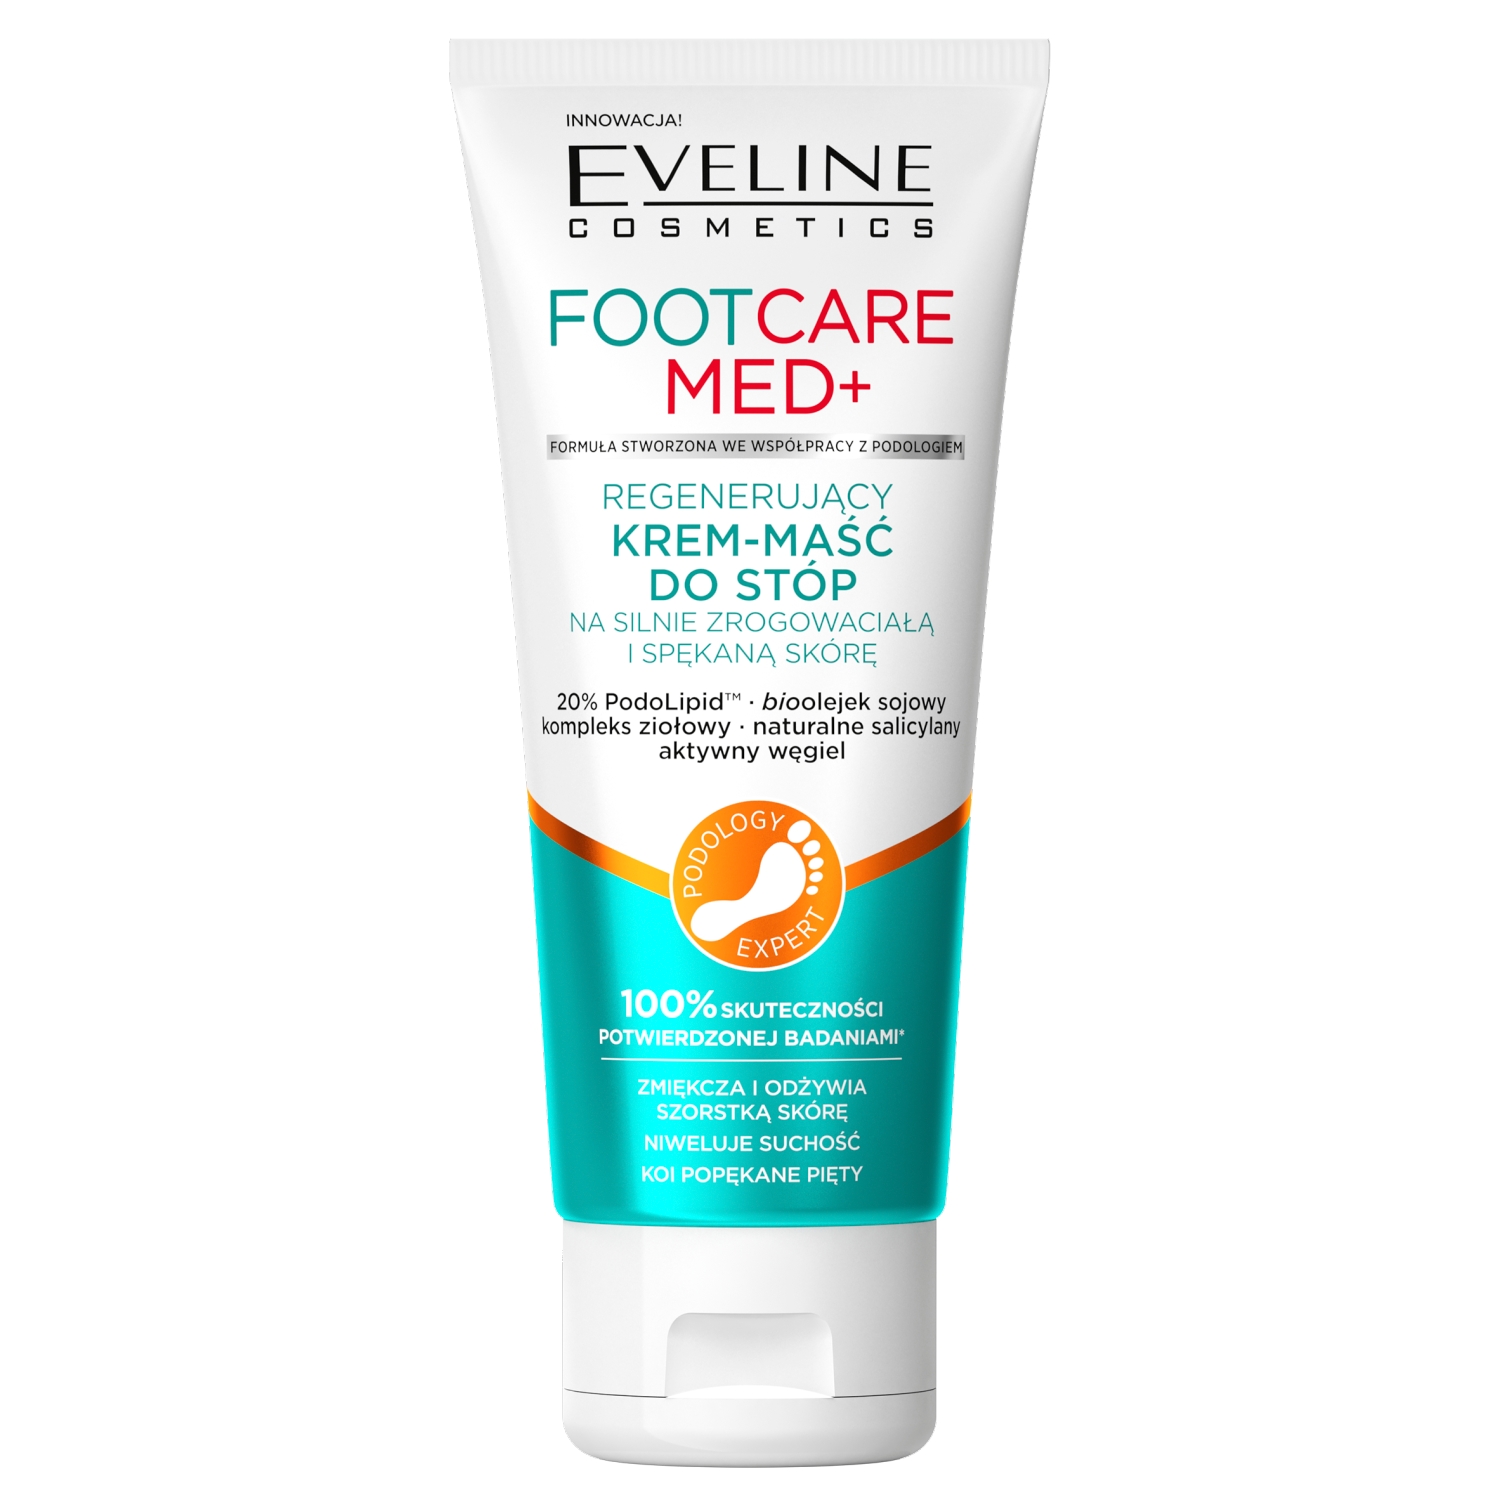 INNOWACJA!
EVELINE
COSMETICS
FOOTCARE
MED+
FORMUŁA STWORZONA WE WSPÓŁPRACY Z PODOLOGIEM
REGENERUJĄCY
KREM-MAŚĆ
DO STÓP
NA SILNIE ZROGOWACIAŁĄ
I SPĘKANĄ SKÓRĘ
20% PodoLipid™ · bioolejek sojowy
kompleks ziołowy · naturalne salicylany
aktywny węgiel
PODOLOGY
EXPERT
100% SKUTECZNOŚCI
POTWIERDZONEJ BADANIAMI*
ZMIĘKCZA I ODŻYWIA
SZORSTKĄ SKÓRĘ
NIWELUJE SUCHOŚĆ
KOI POPĘKANE PIĘTY